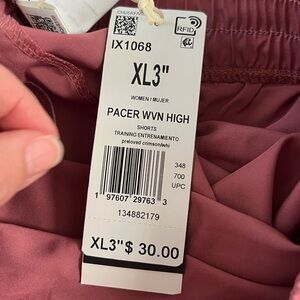 RFID
IX1068
XL3"
WOMEN / MUJER
PACER WVN HIGH
SHORTS
TRAINING ENTRENAMIENTO
preloved crimson/whi
348
700
UPC
1 97607 29763 3
134882179
XL3"$ 30.00